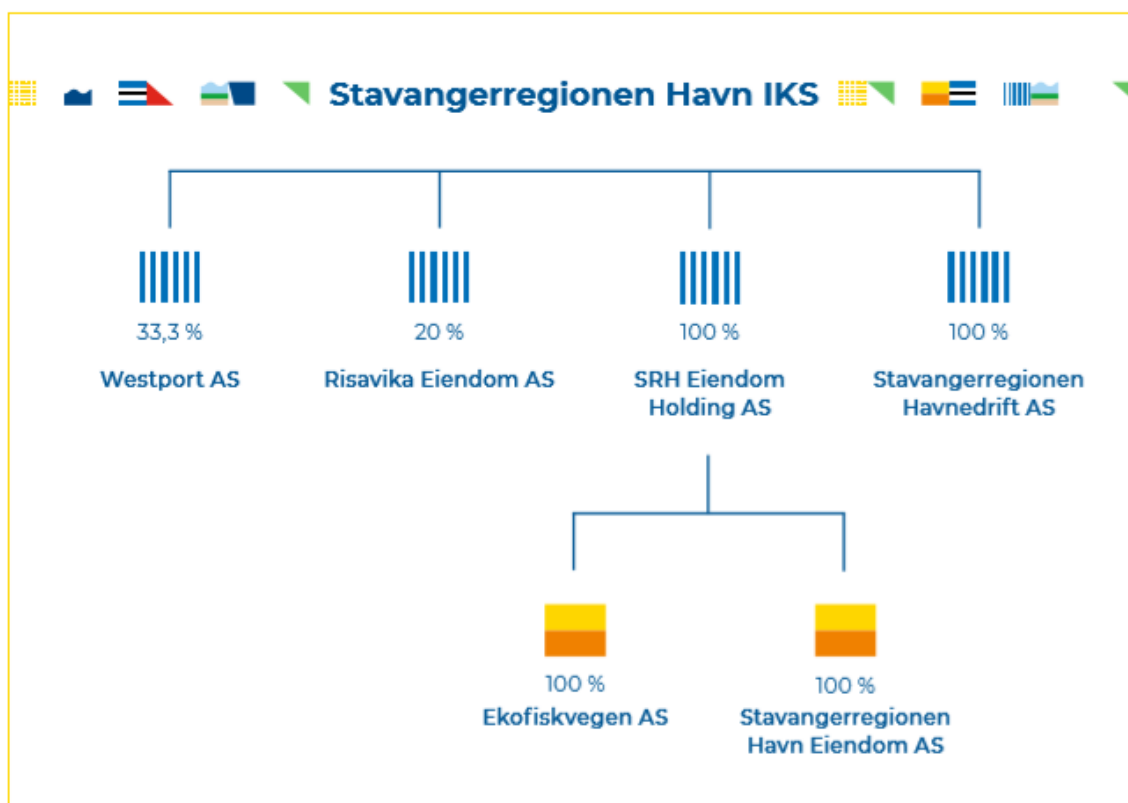 Stavangerregionen Havn IKS
33,3 %
Westport AS
20 %
Risavika Eiendom AS
100 %
SRH Eiendom
Holding AS
100 %
Stavangerregionen
Havnedrift AS
100 %
Ekofiskvegen AS
100 %
Stavangerregionen
Havn Eiendom AS